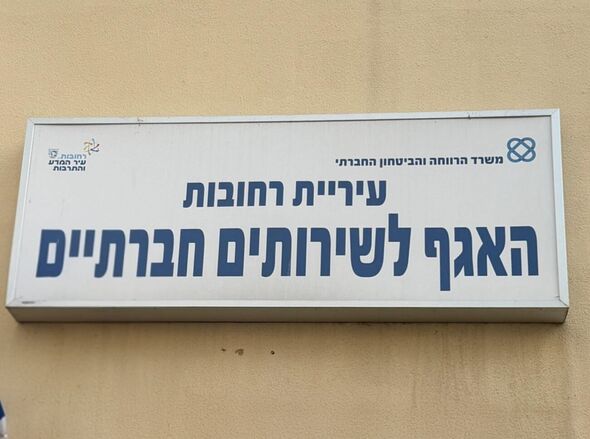 משרד הרווחה והביטחון החברתי
רחובות
עיר המדע
והתרבות
עיריית רחובות
האגף לשירותים חברתיים